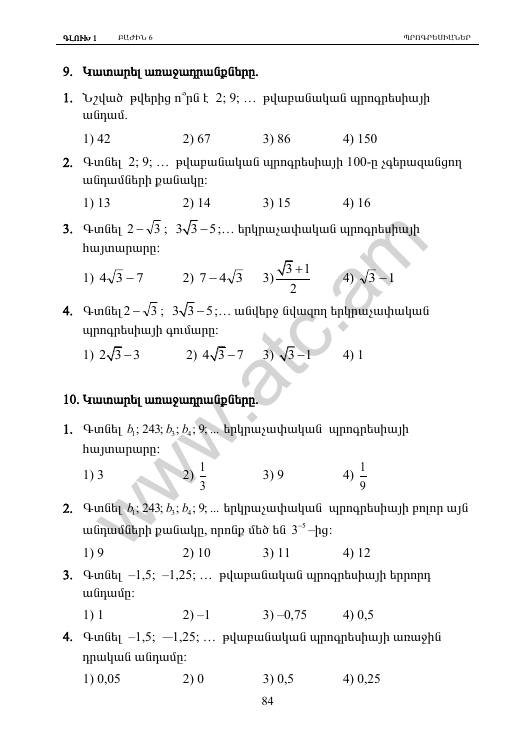 ԳԼՈՒԽ 1 ԲԱԺԻՆ 6 ՊՐՈԳՐԵՍԻԱՆԵՐ
9. Կատարել առաջադրանքները.
1. Նշված թվերից ո՞րն է 2; 9; … թվաբանական պրոգրեսիայի
անդամ.
1) 42 2) 67 3) 86 4) 150
2. Գտնել 2; 9; … թվաբանական պրոգրեսիայի 100-ը չգերազանցող
անդամների քանակը:
1) 13 2) 14 3) 15 4) 16
3. Գտնել 2 − √3 ; 3√3 − 5;… երկրաչափական պրոգրեսիայի
հայտարարը:
1) 4√3 − 7 2) 7 − 4√3 3) (√3 + 1)/2 4) √3 − 1
4. Գտնել 2 − √3 ; 3√3 − 5;… անվերջ նվազող երկրաչափական
պրոգրեսիայի գումարը:
1) 2√3 − 3 2) 4√3 − 7 3) √3 − 1 4) 1
10. Կատարել առաջադրանքները.
1. Գտնել b₁; 243; b₃; b₄; 9; ... երկրաչափական պրոգրեսիայի
հայտարարը:
1) 3 2) 1/3 3) 9 4) 1/9
2. Գտնել b₁; 243; b₃; b₄; 9; ... երկրաչափական պրոգրեսիայի բոլոր այն
անդամների քանակը, որոնք մեծ են 3⁻⁵ –ից:
1) 9 2) 10 3) 11 4) 12
3. Գտնել –1,5; –1,25; … թվաբանական պրոգրեսիայի երրորդ
անդամը:
1) 1 2) –1 3) –0,75 4) 0,5
4. Գտնել –1,5; —1,25; … թվաբանական պրոգրեսիայի առաջին
դրական անդամը:
1) 0,05 2) 0 3) 0,5 4) 0,25
84
www.atc.am